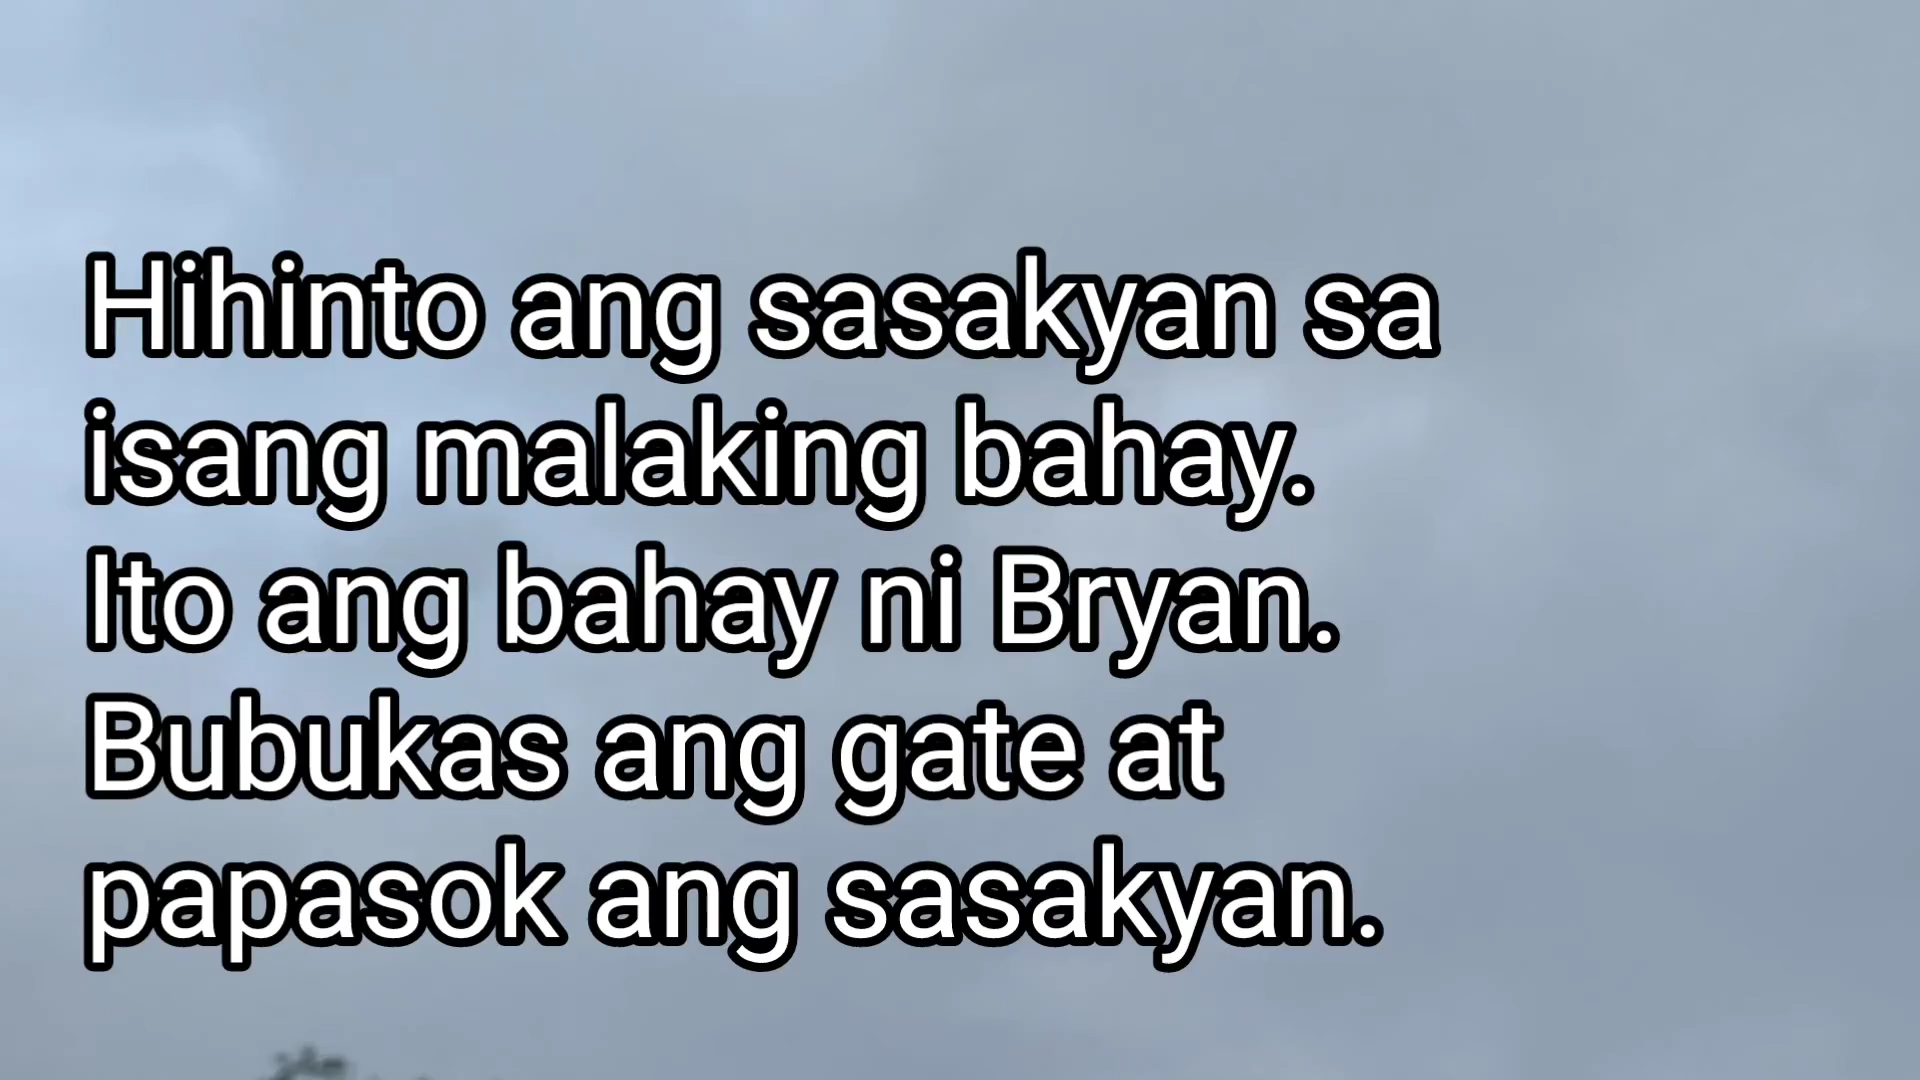 Hihinto ang sasakyan sa
isang malaking bahay.
Ito ang bahay ni Bryan.
Bubukas ang gate at
papasok ang sasakyan.